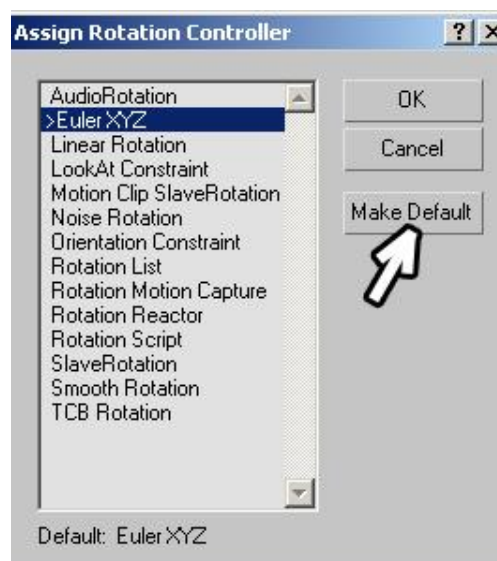 Assign Rotation Controller
AudioRotation
>Euler XYZ
Linear Rotation
LookAt Constraint
Motion Clip SlaveRotation
Noise Rotation
Orientation Constraint
Rotation List
Rotation Motion Capture
Rotation Reactor
Rotation Script
SlaveRotation
Smooth Rotation
TCB Rotation
OK
Cancel
Make Default
Default: Euler XYZ